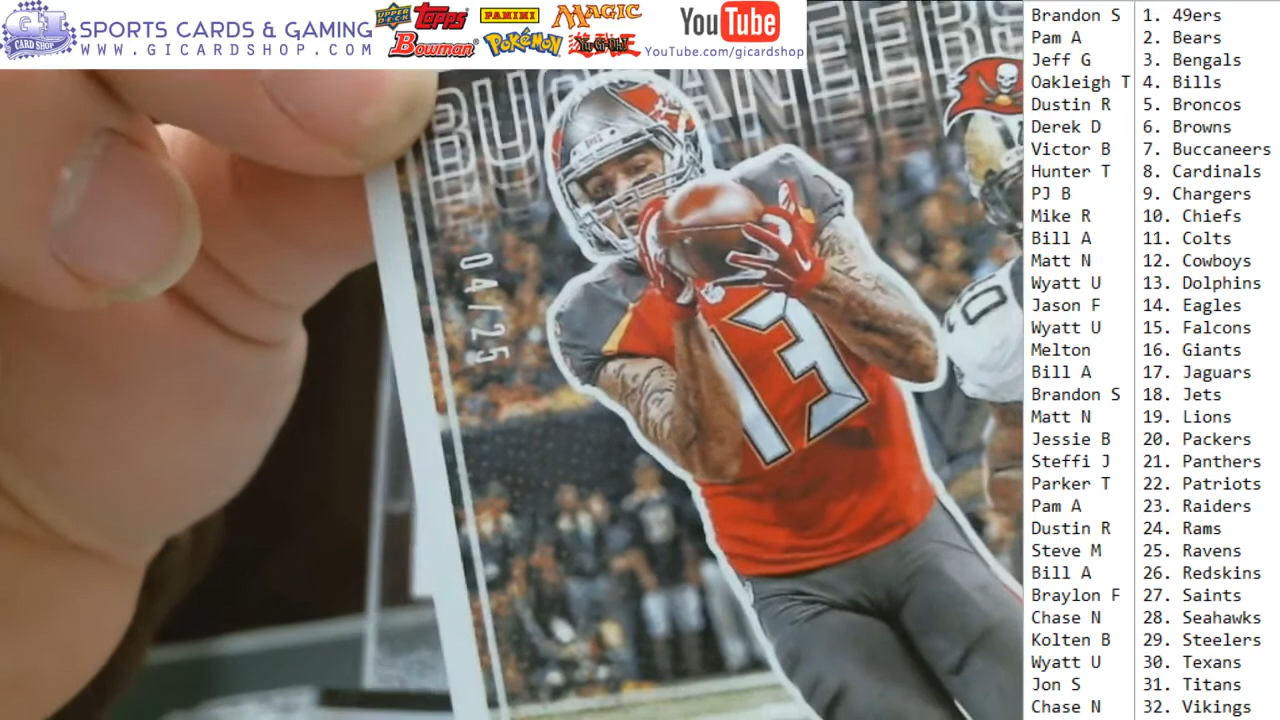 GI
CARD SHOP
SPORTS CARDS & GAMING
WWW.GICARDSHOP.COM
UPPER DECK
Topps
Bowman
PANINI
POKéMON
MAGIC
Yu-Gi-Oh!
YouTube
YouTube.com/gicardshop
BUCCANEERS
04/25
13
Brandon S 1. 49ers
Pam A 2. Bears
Jeff G 3. Bengals
Oakleigh T 4. Bills
Dustin R 5. Broncos
Derek D 6. Browns
Victor B 7. Buccaneers
Hunter T 8. Cardinals
PJ B 9. Chargers
Mike R 10. Chiefs
Bill A 11. Colts
Matt N 12. Cowboys
Wyatt U 13. Dolphins
Jason F 14. Eagles
Wyatt U 15. Falcons
Melton 16. Giants
Bill A 17. Jaguars
Brandon S 18. Jets
Matt N 19. Lions
Jessie B 20. Packers
Steffi J 21. Panthers
Parker T 22. Patriots
Pam A 23. Raiders
Dustin R 24. Rams
Steve M 25. Ravens
Bill A 26. Redskins
Braylon F 27. Saints
Chase N 28. Seahawks
Kolten B 29. Steelers
Wyatt U 30. Texans
Jon S 31. Titans
Chase N 32. Vikings